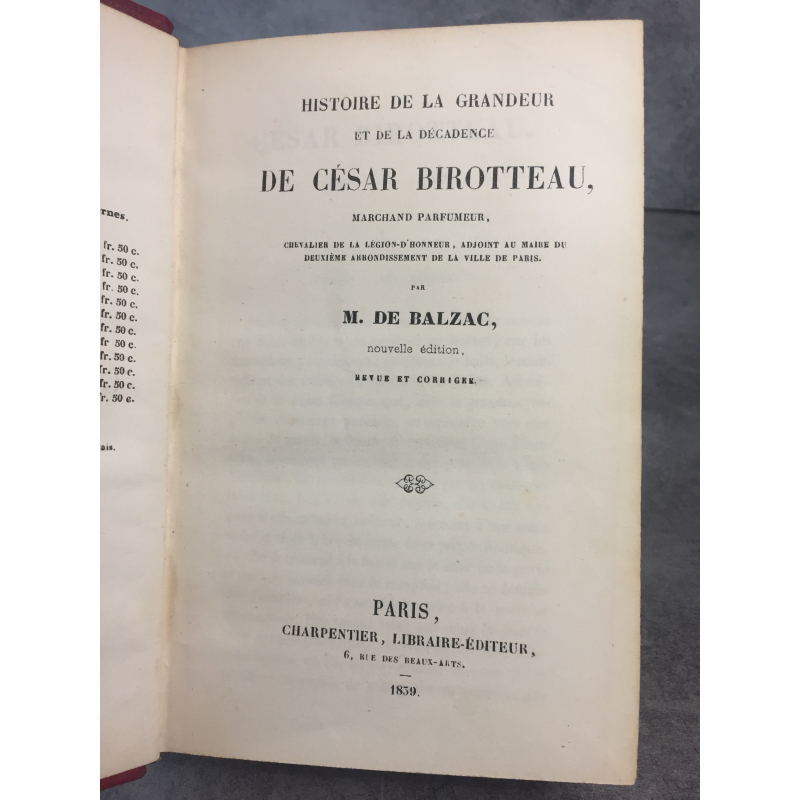 rnes.
fr. 50 c.
fr. 50 c.
fr. 50 c.
fr. 50 c.
fr. 50 c.
fr. 50 c.
fr. 50 c.
fr. 50 c.
fr. 50 c.
fr. 50 c.
fr. 50 c.
ois.
HISTOIRE DE LA GRANDEUR
ET DE LA DÉCADENCE
DE CÉSAR BIROTTEAU,
MARCHAND PARFUMEUR,
CHEVALIER DE LA LÉGION-D'HONNEUR, ADJOINT AU MAIRE DU
DEUXIÈME ARRONDISSEMENT DE LA VILLE DE PARIS.
PAR
M. DE BALZAC,
nouvelle édition,
REVUE ET CORRIGEE.
PARIS,
CHARPENTIER, LIBRAIRE-ÉDITEUR,
6, RUE DES BEAUX-ARTS.
1839.